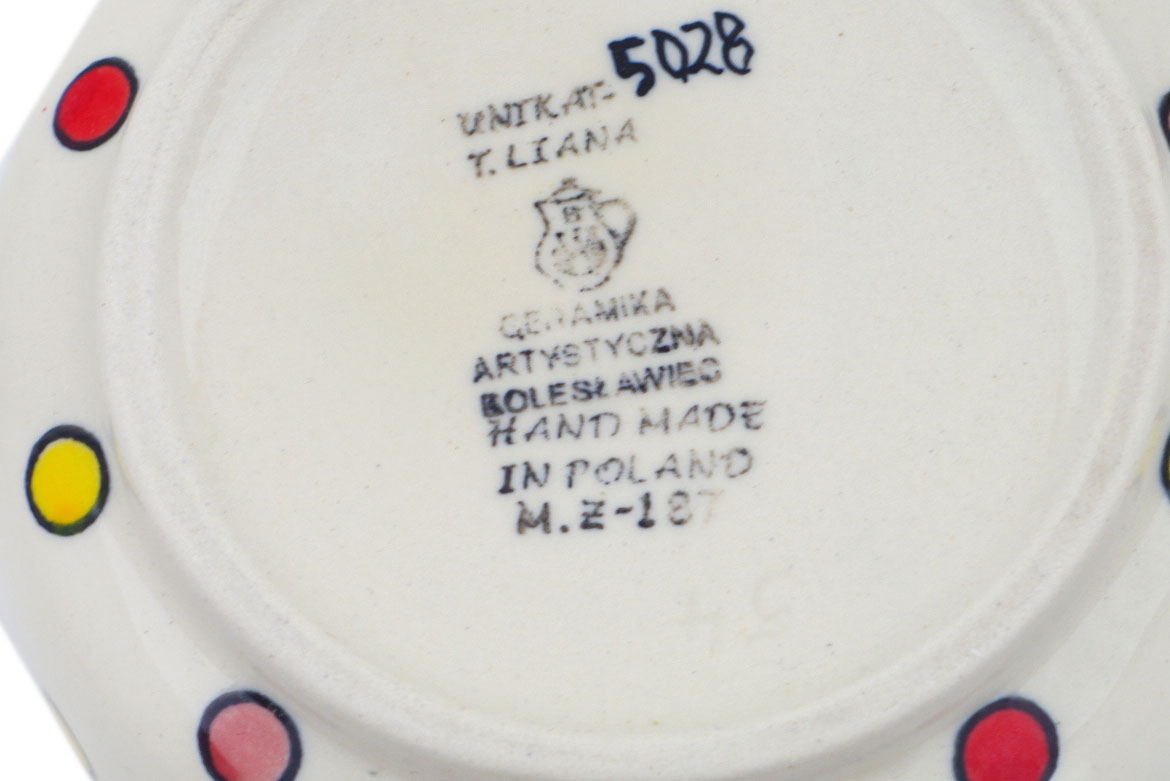 UNIKAT-5028
T. LIANA
CERAMIKA
ARTYSTYCZNA
BOLESŁAWIEC
HAND MADE
IN POLAND
M.Z-187